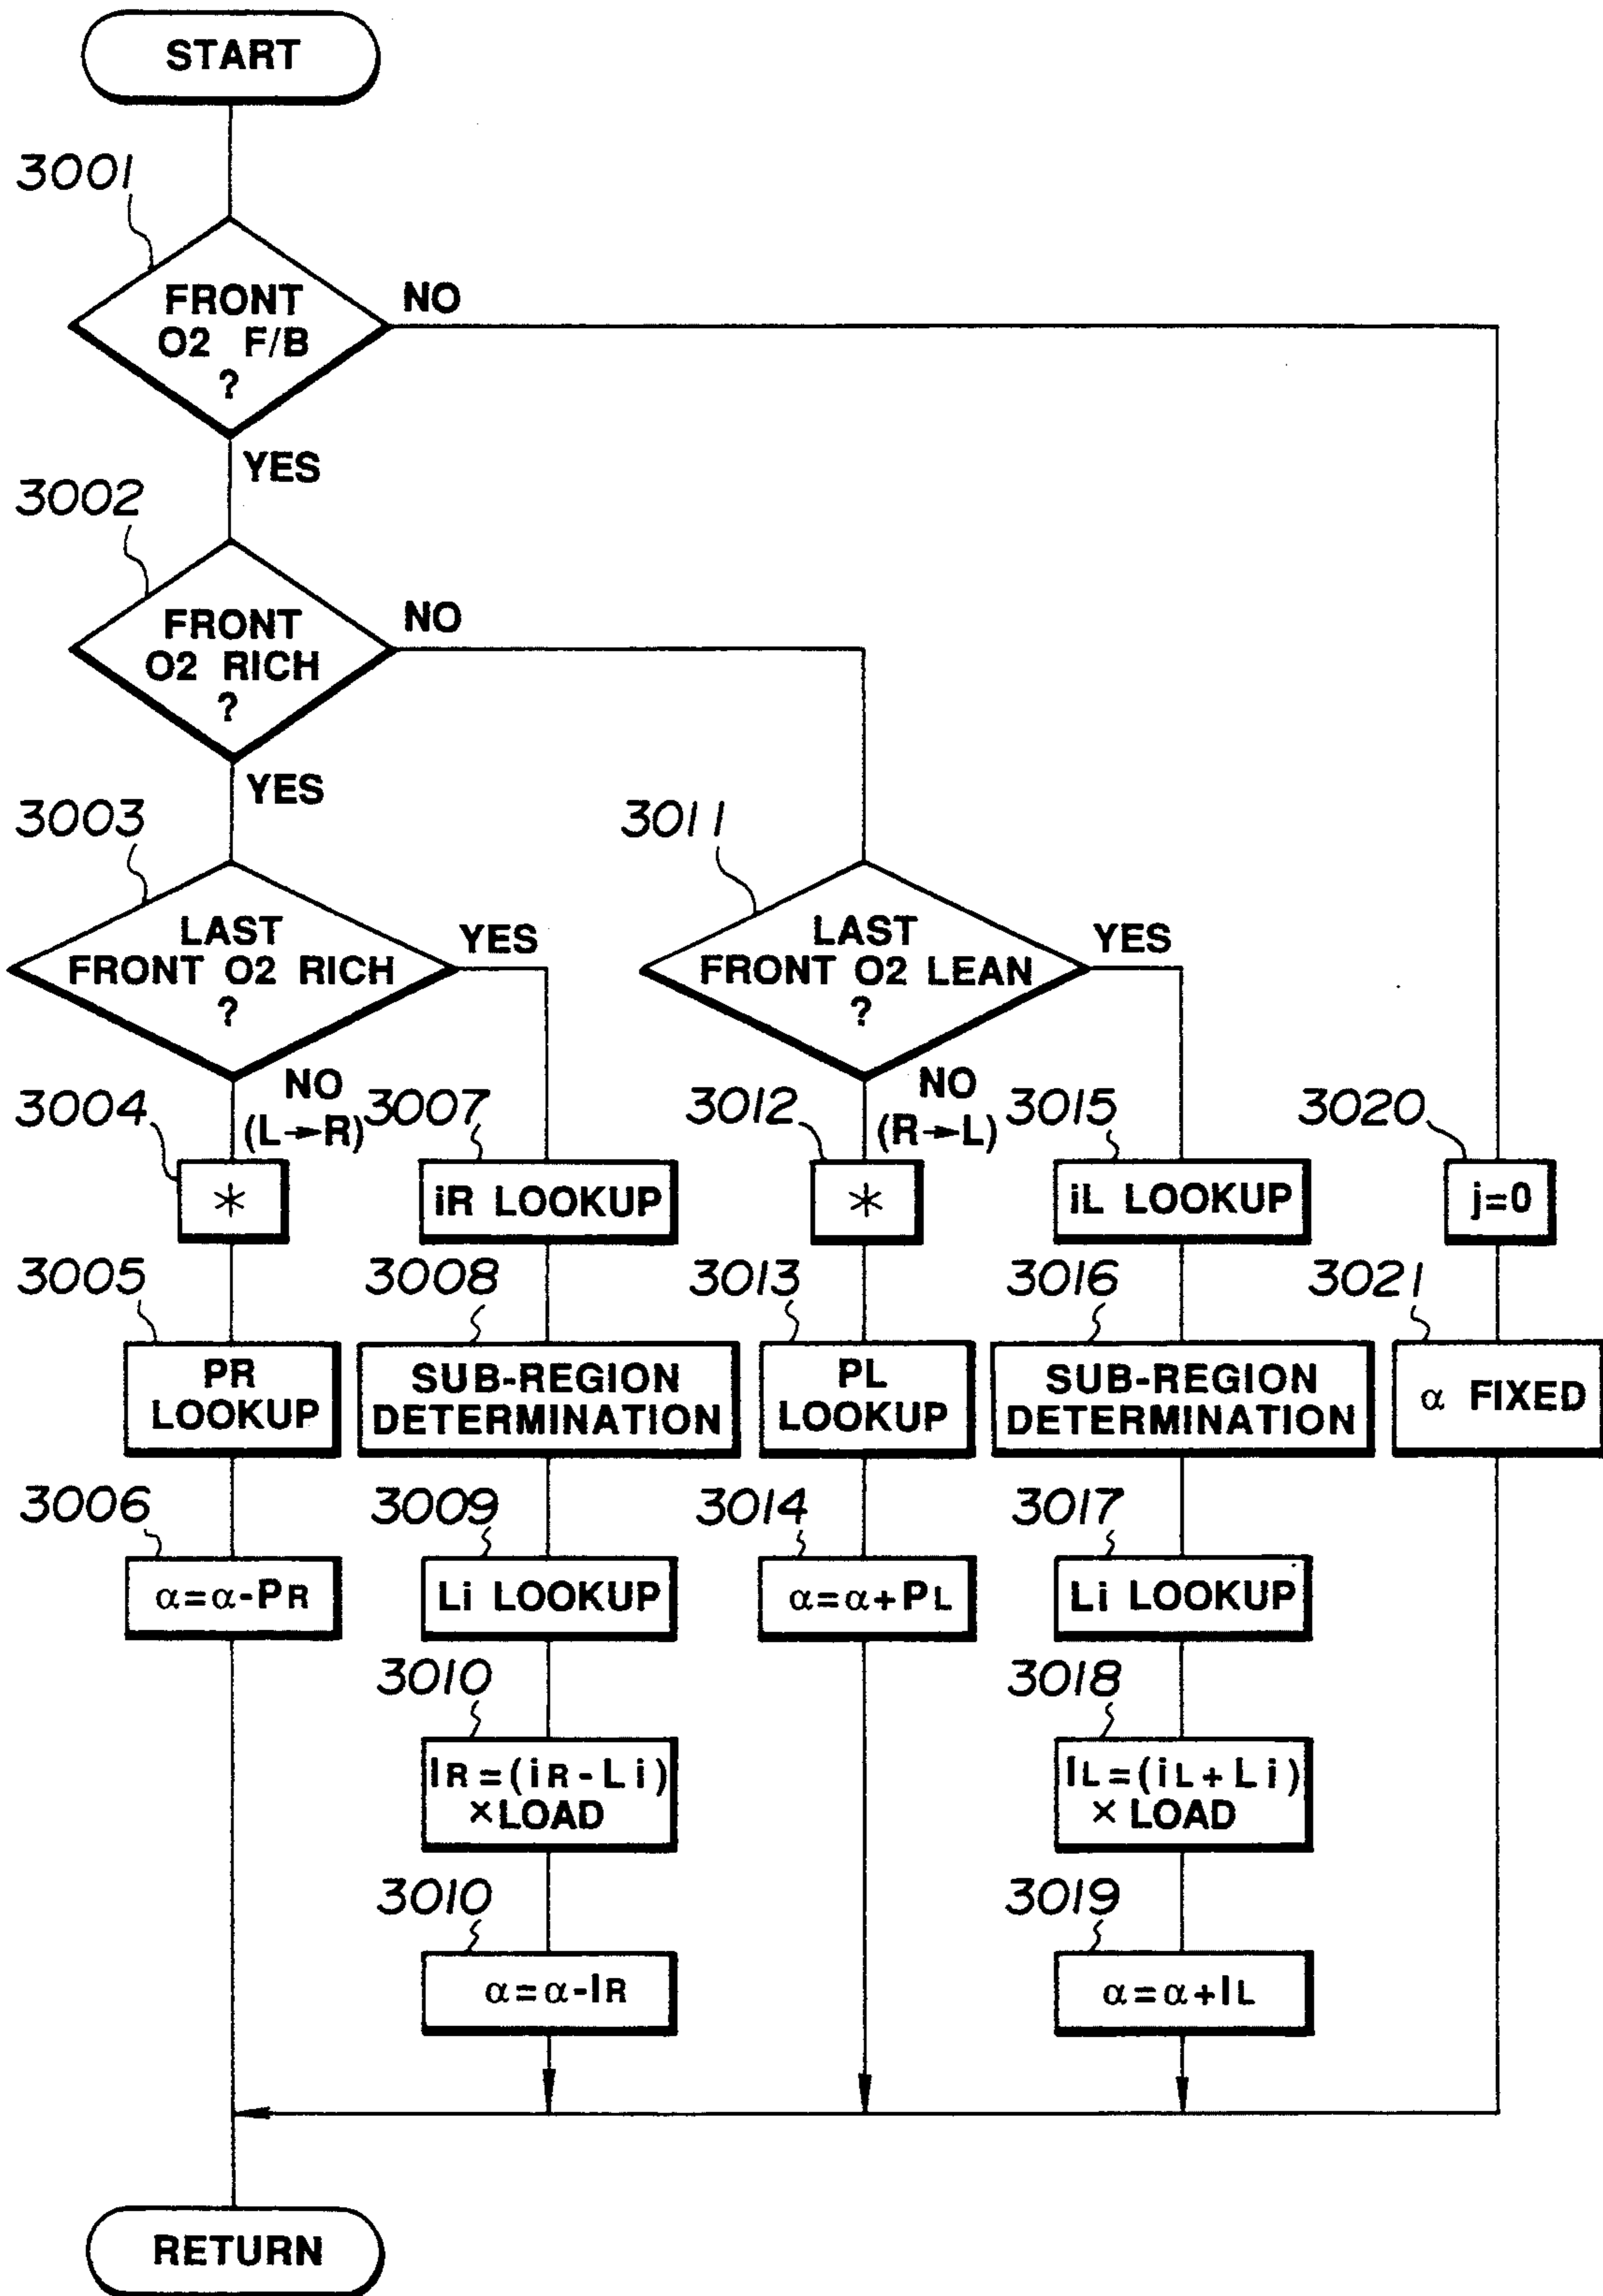 START
3001
FRONT
O2 F/B
?
NO
YES
3002
FRONT
O2 RICH
?
NO
YES
3003
LAST
FRONT O2 RICH
?
YES
NO
(L→R)
3011
LAST
FRONT O2 LEAN
?
YES
NO
(R→L)
3004
*
3007
iR LOOKUP
3012
*
3015
iL LOOKUP
3020
j=0
3005
PR
LOOKUP
3008
SUB-REGION
DETERMINATION
3013
PL
LOOKUP
3016
SUB-REGION
DETERMINATION
3021
α FIXED
3006
α=α-PR
3009
Li LOOKUP
3014
α=α+PL
3017
Li LOOKUP
3010
IR=(iR-Li)
×LOAD
3018
IL=(iL+Li)
×LOAD
3010
α=α-IR
3019
α=α+IL
RETURN